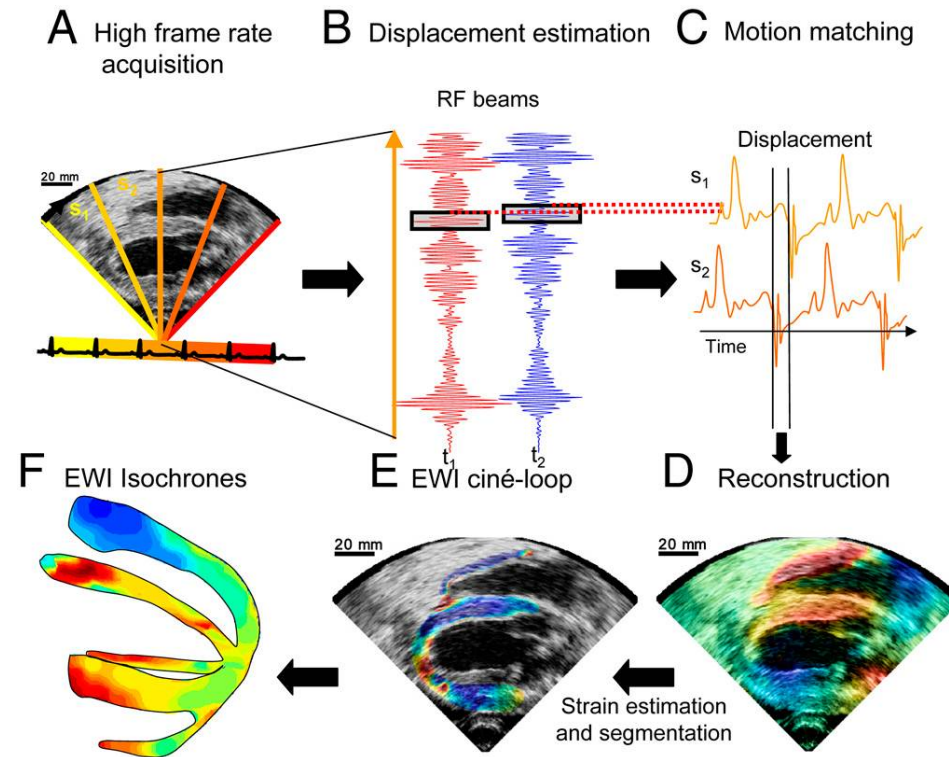 A High frame rate
acquisition
B Displacement estimation
C Motion matching
20 mm
s₁
s₂
RF beams
t₁
t₂
Displacement
s₁
s₂
Time
D Reconstruction
20 mm
Strain estimation
and segmentation
E EWI ciné-loop
20 mm
F EWI Isochrones